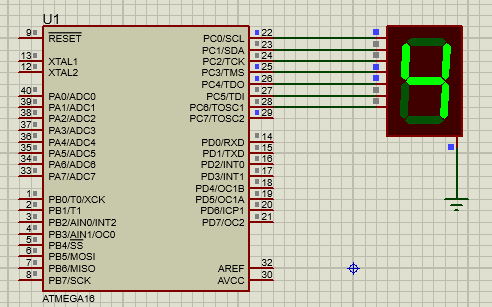 U1
9 RESET PC0/SCL 22
PC1/SDA 23
13 XTAL1 PC2/TCK 24
12 XTAL2 PC3/TMS 25
PC4/TDO 26
40 PA0/ADC0 PC5/TDI 27
39 PA1/ADC1 PC6/TOSC1 28
38 PA2/ADC2 PC7/TOSC2 29
37 PA3/ADC3
36 PA4/ADC4 PD0/RXD 14
35 PA5/ADC5 PD1/TXD 15
34 PA6/ADC6 PD2/INT0 16
33 PA7/ADC7 PD3/INT1 17
PD4/OC1B 18
1 PB0/T0/XCK PD5/OC1A 19
2 PB1/T1 PD6/ICP1 20
3 PB2/AIN0/INT2 PD7/OC2 21
4 PB3/AIN1/OC0
5 PB4/SS
6 PB5/MOSI
7 PB6/MISO AREF 32
8 PB7/SCK AVCC 30
ATMEGA16
4